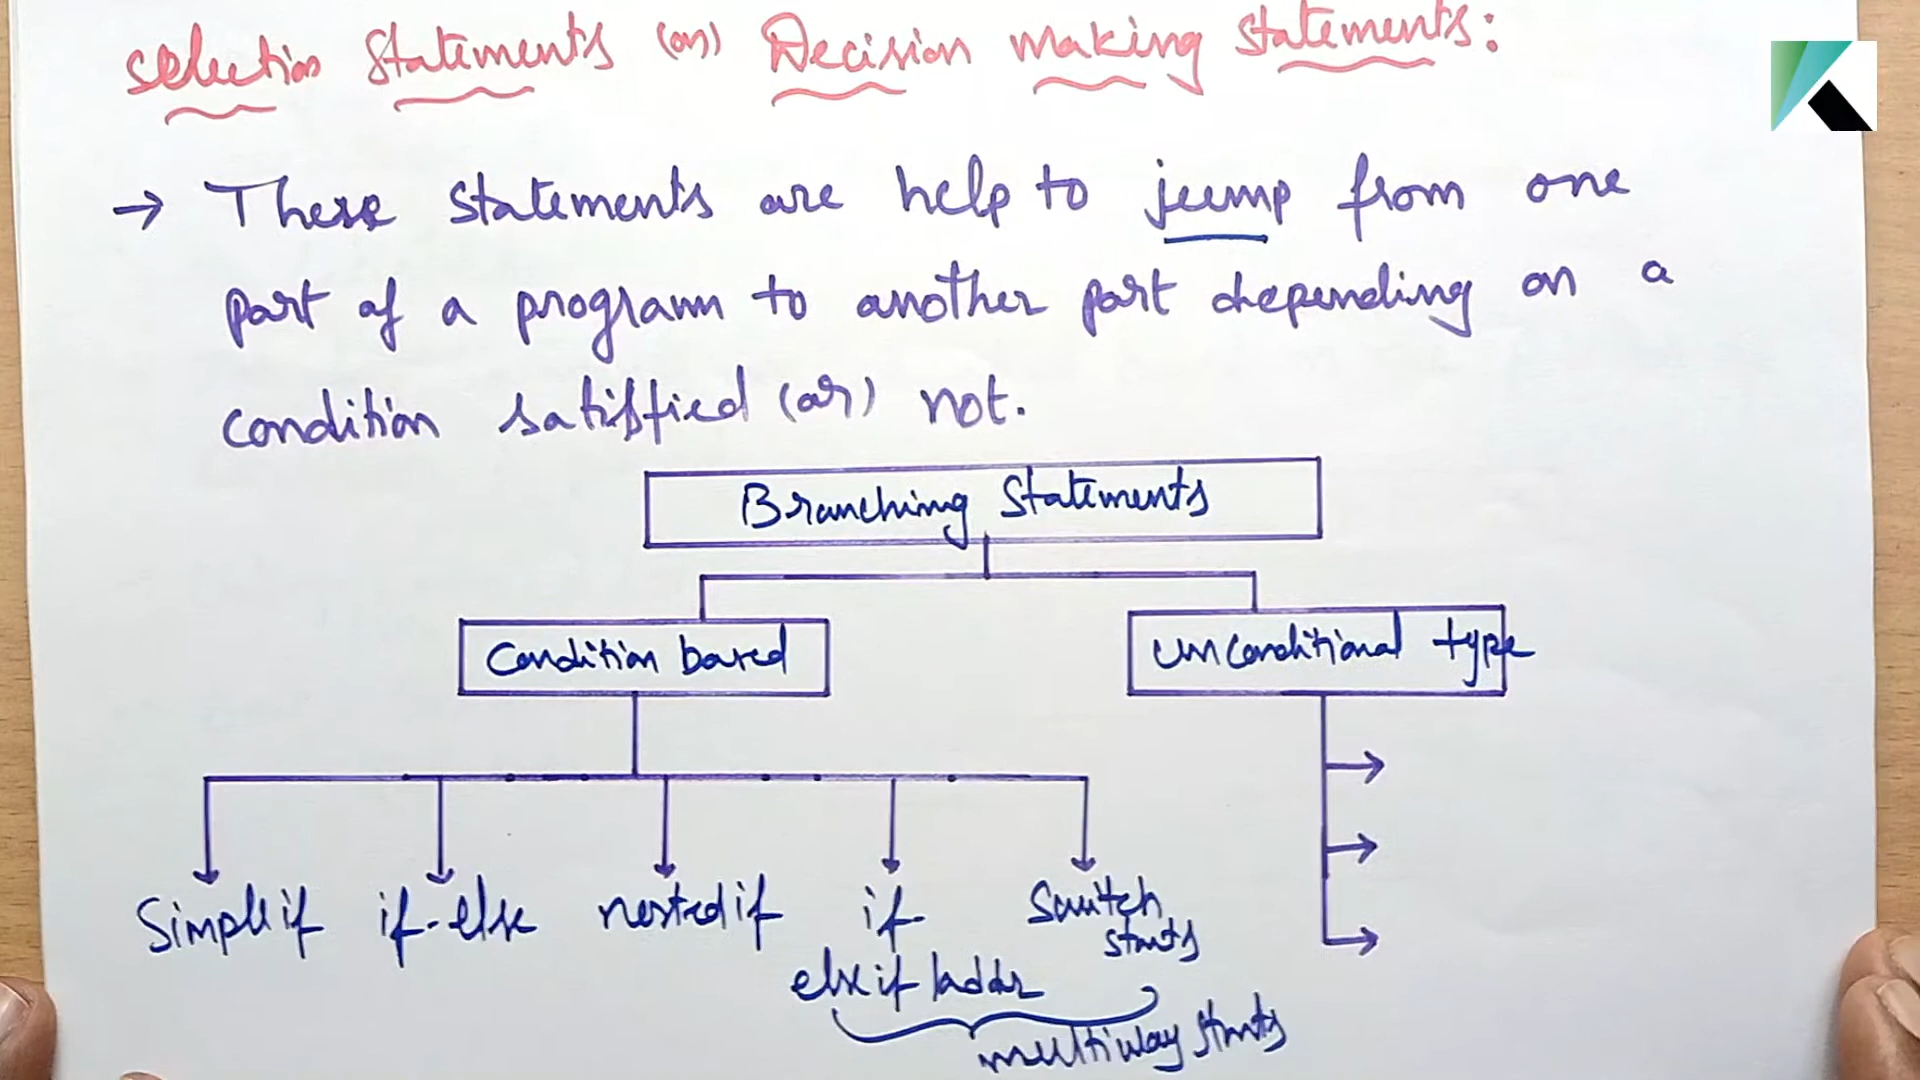 Selection Statements (or) Decision making Statements:
→ These statements are help to jump from one
part of a program to another part depending on a
condition satisfied (or) not.
Branching Statements
Condition based
unconditional type
Simple if
if-else
nested if
if
else if ladder
Switch
stmts
multiway stmts